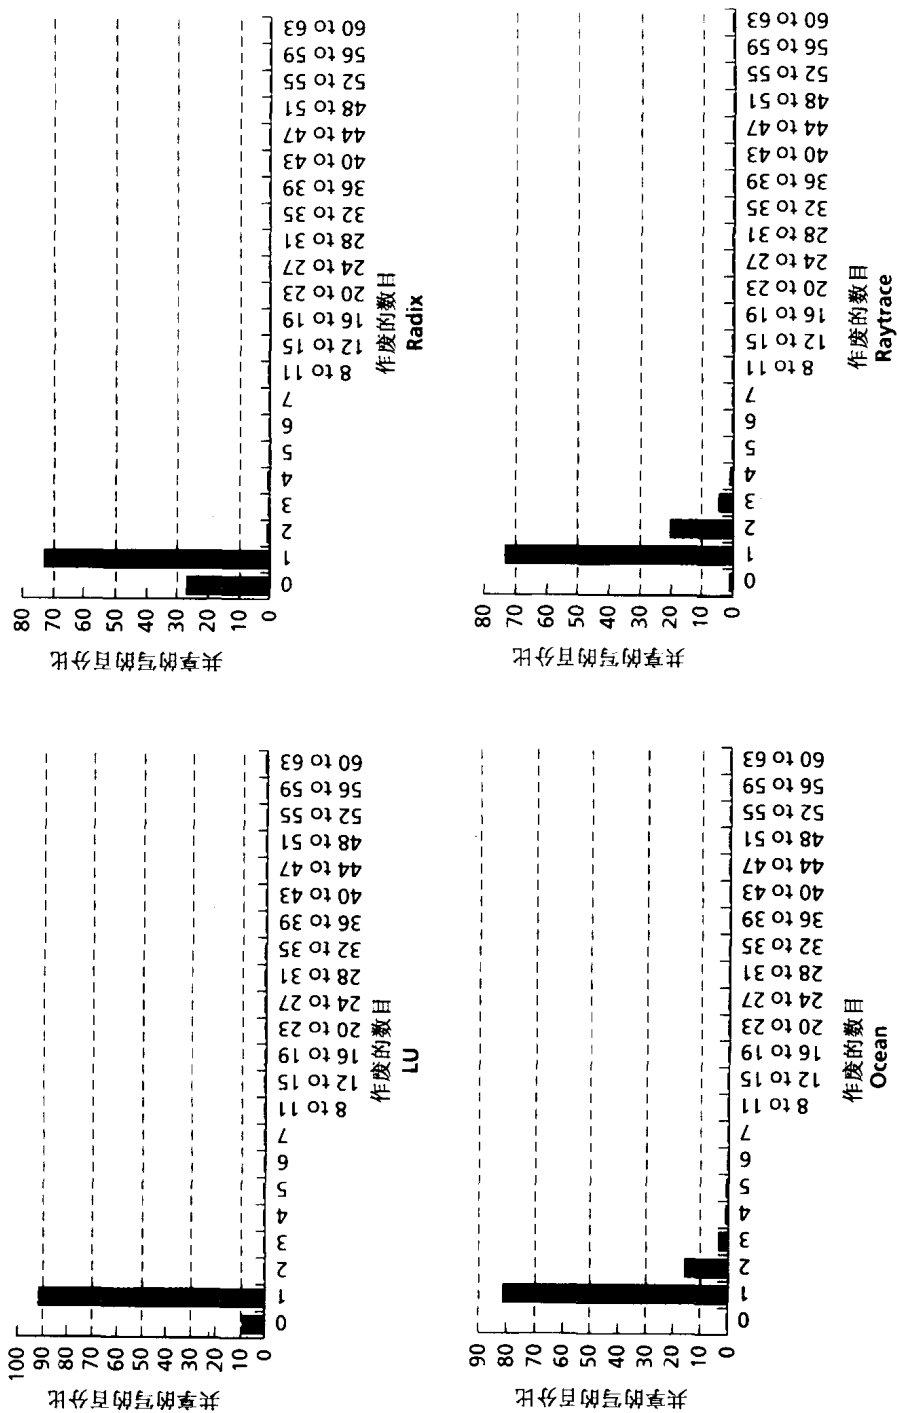 共享的写的百分比
100
90
80
70
60
50
40
30
20
10
0
0
1
2
3
4
5
6
7
8 to 11
12 to 15
16 to 19
20 to 23
24 to 27
28 to 31
32 to 35
36 to 39
40 to 43
44 to 47
48 to 51
52 to 55
56 to 59
60 to 63
作废的数目
LU
共享的写的百分比
80
70
60
50
40
30
20
10
0
0
1
2
3
4
5
6
7
8 to 11
12 to 15
16 to 19
20 to 23
24 to 27
28 to 31
32 to 35
36 to 39
40 to 43
44 to 47
48 to 51
52 to 55
56 to 59
60 to 63
作废的数目
Radix
共享的写的百分比
90
80
70
60
50
40
30
20
10
0
0
1
2
3
4
5
6
7
8 to 11
12 to 15
16 to 19
20 to 23
24 to 27
28 to 31
32 to 35
36 to 39
40 to 43
44 to 47
48 to 51
52 to 55
56 to 59
60 to 63
作废的数目
Ocean
共享的写的百分比
80
70
60
50
40
30
20
10
0
0
1
2
3
4
5
6
7
8 to 11
12 to 15
16 to 19
20 to 23
24 to 27
28 to 31
32 to 35
36 to 39
40 to 43
44 to 47
48 to 51
52 to 55
56 to 59
60 to 63
作废的数目
Raytrace